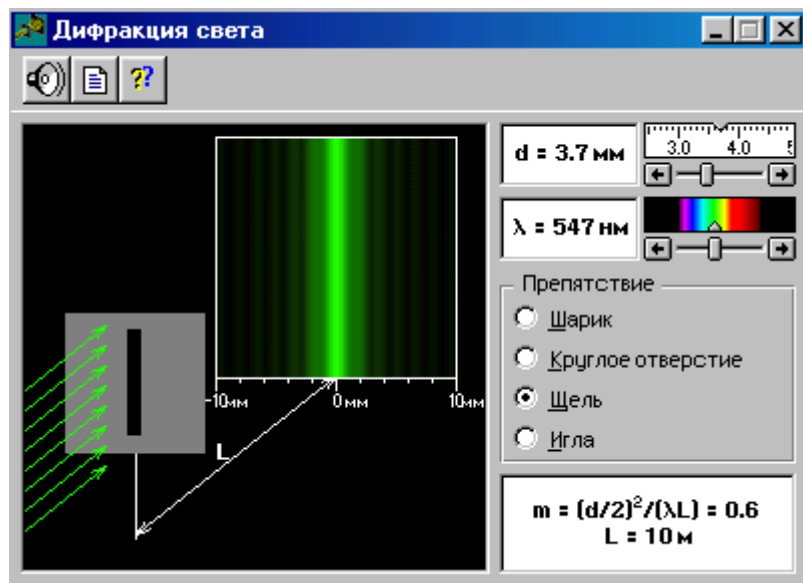 Дифракция света
??
d = 3.7 мм
3.0 4.0 5
λ = 547 нм
Препятствие
Шарик
Круглое отверстие
Щель
Игла
-10мм 0мм 10мм
L
m = (d/2)²/(λL) = 0.6
L = 10 м